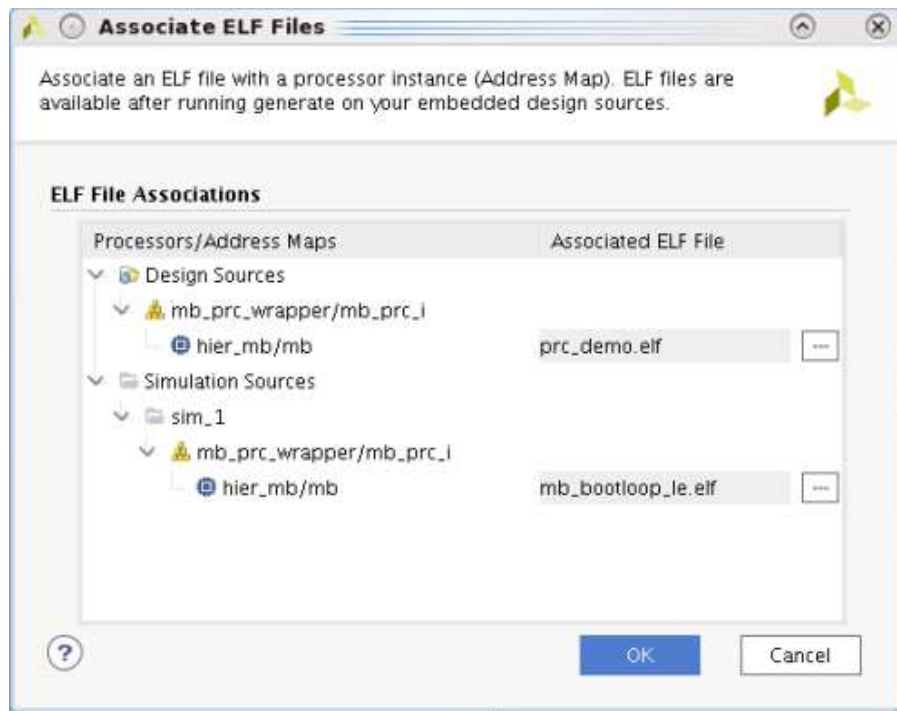 Associate ELF Files
Associate an ELF file with a processor instance (Address Map). ELF files are
available after running generate on your embedded design sources.
ELF File Associations
Processors/Address Maps Associated ELF File
Design Sources
mb_prc_wrapper/mb_prc_i
hier_mb/mb prc_demo.elf ...
Simulation Sources
sim_1
mb_prc_wrapper/mb_prc_i
hier_mb/mb mb_bootloop_le.elf ...
? OK Cancel